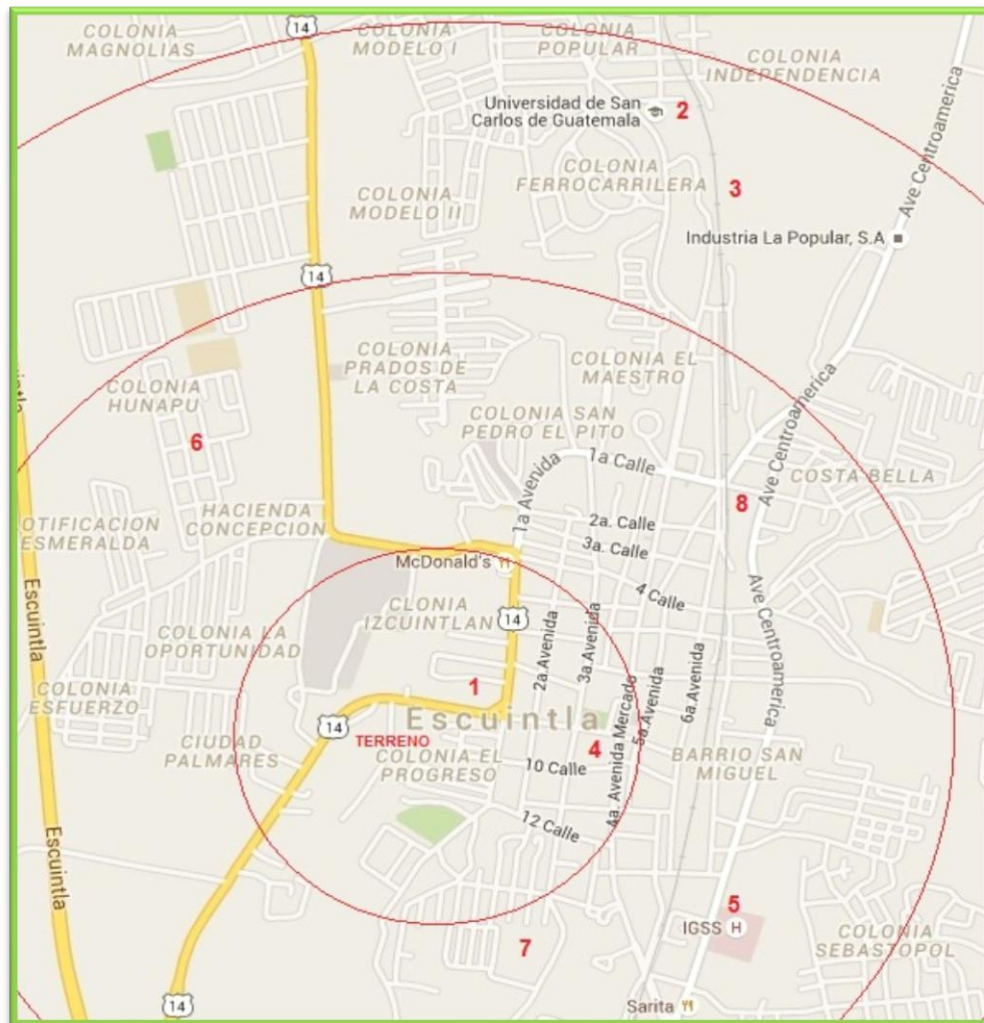 14
COLONIA
MAGNOLIAS
COLONIA
MODELO I
COLONIA
POPULAR
COLONIA
INDEPENDENCIA
Universidad de San
Carlos de Guatemala
2
Ave Centroamerica
COLONIA
FERROCARRILERA
3
COLONIA
MODELO II
Industria La Popular, S.A
14
COLONIA
PRADOS DE
LA COSTA
COLONIA EL
MAESTRO
Ave Centroamerica
COLONIA
HUNAPU
6
COLONIA SAN
PEDRO EL PITO
1a Calle
1a Avenida
COSTA BELLA
8
HACIENDA
CONCEPCION
OTIFICACION
ESMERALDA
2a. Calle
3a. Calle
McDonald's
4 Calle
Escuintla
CLONIA
IZCUINTLAN
14
COLONIA LA
OPORTUNIDAD
2a.Avenida
3a.Avenida
4a. Avenida Mercado
5a.Avenida
6a.Avenida
Ave Centroamerica
COLONIA
ESFUERZO
1
Escuintla
14
TERRENO
4
CIUDAD
PALMARES
COLONIA EL
PROGRESO
10 Calle
BARRIO SAN
MIGUEL
12 Calle
Escuintla
5
IGSS
H
7
COLONIA
SEBASTOPOL
14
Sarita